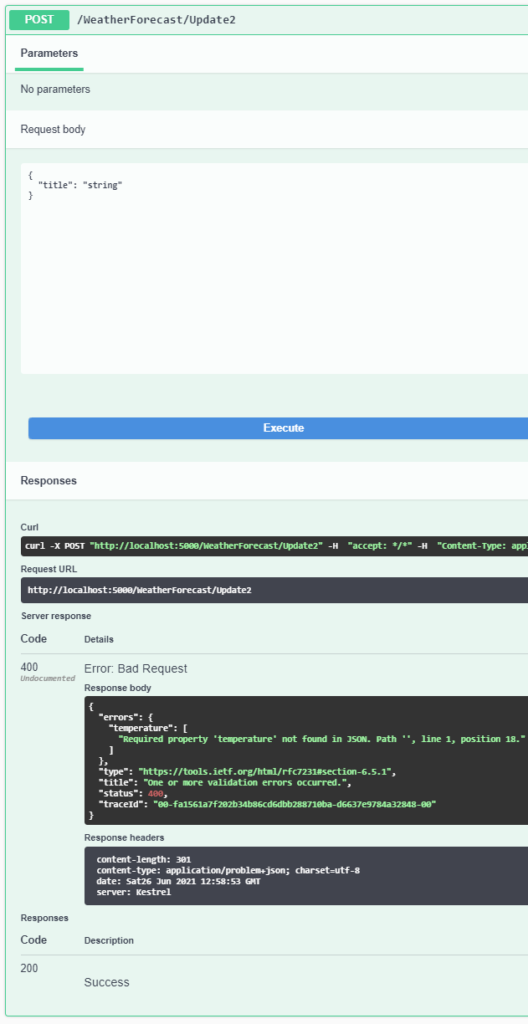 POST /WeatherForecast/Update2
Parameters
No parameters
Request body
{
"title": "string"
}
Execute
Responses
Curl
curl -X POST "http://localhost:5000/WeatherForecast/Update2" -H "accept: */*" -H "Content-Type: appl
Request URL
http://localhost:5000/WeatherForecast/Update2
Server response
Code Details
400 Error: Bad Request
Undocumented
Response body
{
"errors": {
"temperature": [
"Required property 'temperature' not found in JSON. Path '', line 1, position 18."
]
},
"type": "https://tools.ietf.org/html/rfc7231#section-6.5.1",
"title": "One or more validation errors occurred.",
"status": 400,
"traceId": "00-fa1561a7f202b34b86cd6dbb288710ba-d6637e9784a32848-00"
}
Response headers
content-length: 301
content-type: application/problem+json; charset=utf-8
date: Sat26 Jun 2021 12:58:53 GMT
server: Kestrel
Responses
Code Description
200
Success